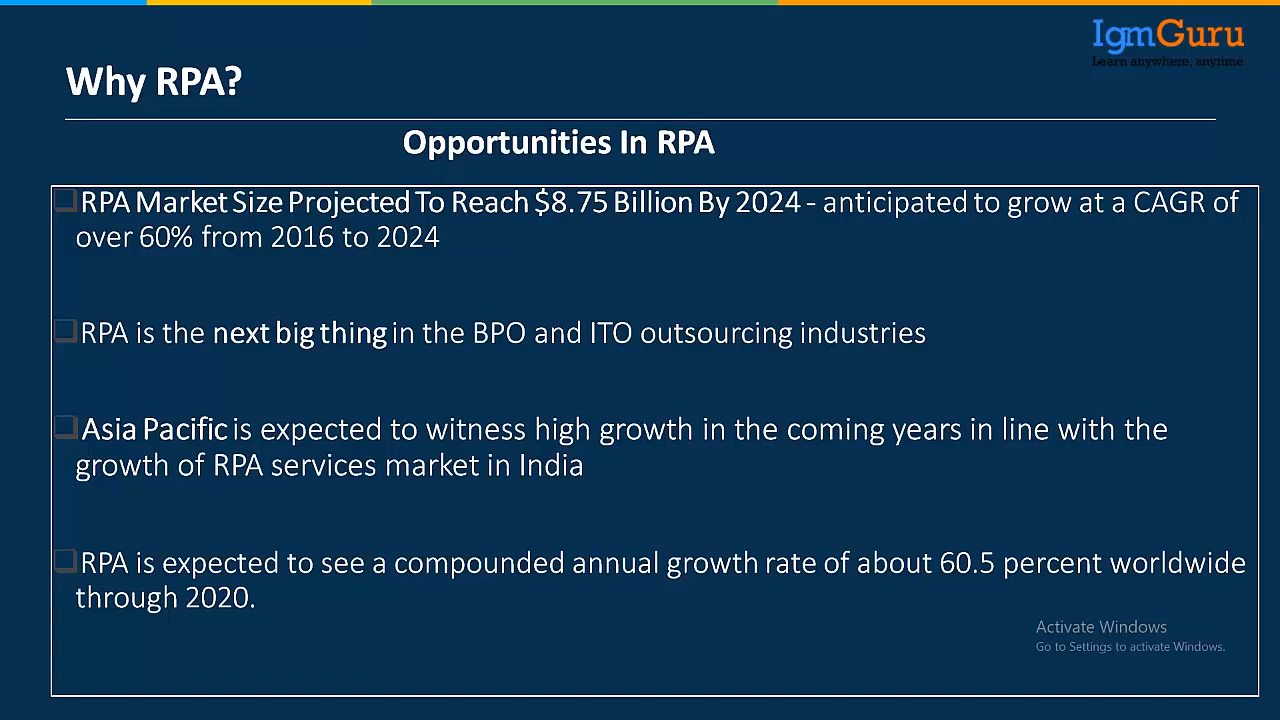 IgmGuru
Learn anywhere, anytime
Why RPA?
Opportunities In RPA
RPA Market Size Projected To Reach $8.75 Billion By 2024 - anticipated to grow at a CAGR of
over 60% from 2016 to 2024
RPA is the next big thing in the BPO and ITO outsourcing industries
Asia Pacific is expected to witness high growth in the coming years in line with the
growth of RPA services market in India
RPA is expected to see a compounded annual growth rate of about 60.5 percent worldwide
through 2020.
Activate Windows
Go to Settings to activate Windows.